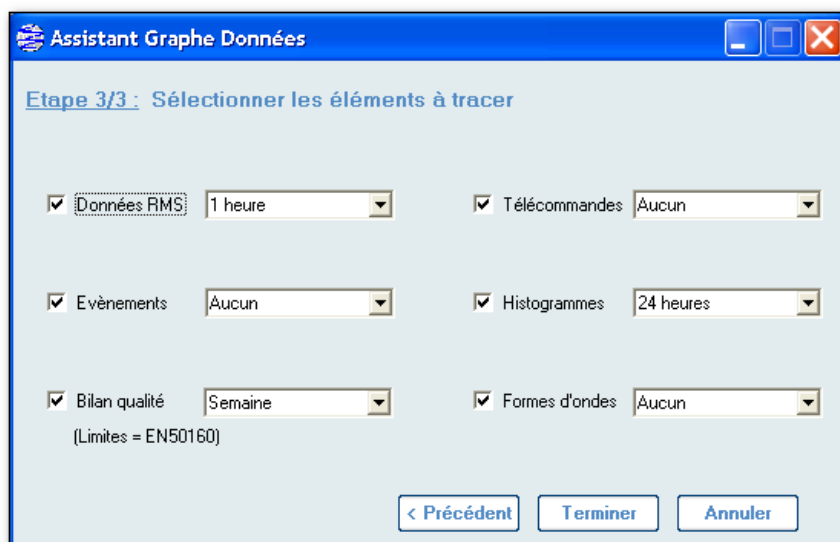 Assistant Graphe Données
Etape 3/3 : Sélectionner les éléments à tracer
Données RMS 1 heure Télécommandes Aucun
Evènements Aucun Histogrammes 24 heures
Bilan qualité Semaine Formes d'ondes Aucun
(Limites = EN50160)
< Précédent Terminer Annuler